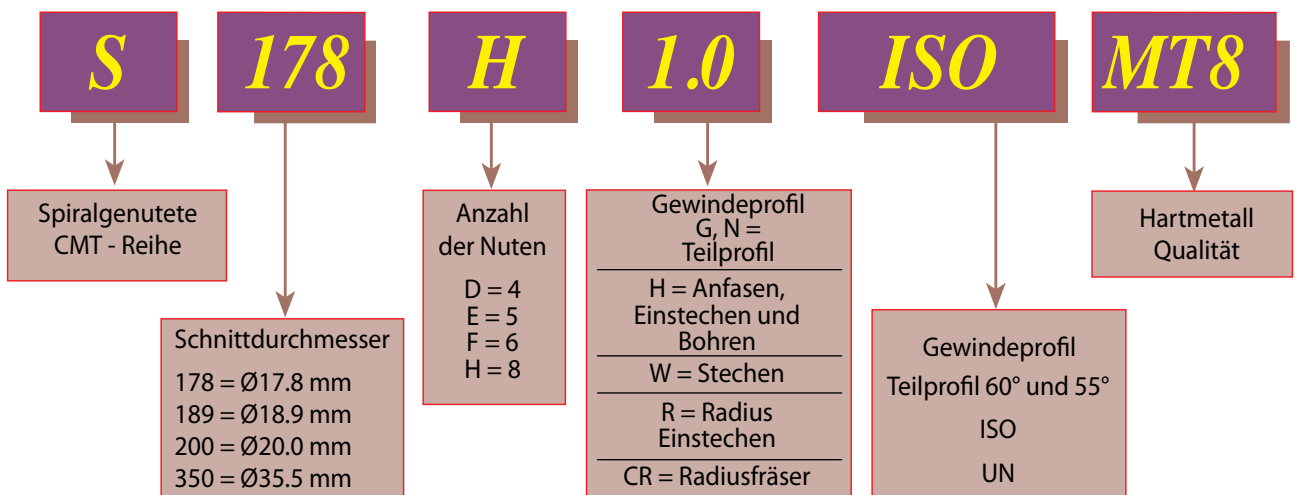 S 178 H 1.0 ISO MT8
Spiralgenutete
CMT - Reihe
Schnittdurchmesser
178 = Ø17.8 mm
189 = Ø18.9 mm
200 = Ø20.0 mm
350 = Ø35.5 mm
Anzahl
der Nuten
D = 4
E = 5
F = 6
H = 8
Gewindeprofil
G, N =
Teilprofil
H = Anfasen,
Einstechen und
Bohren
W = Stechen
R = Radius
Einstechen
CR = Radiusfräser
Gewindeprofil
Teilprofil 60° und 55°
ISO
UN
Hartmetall
Qualität